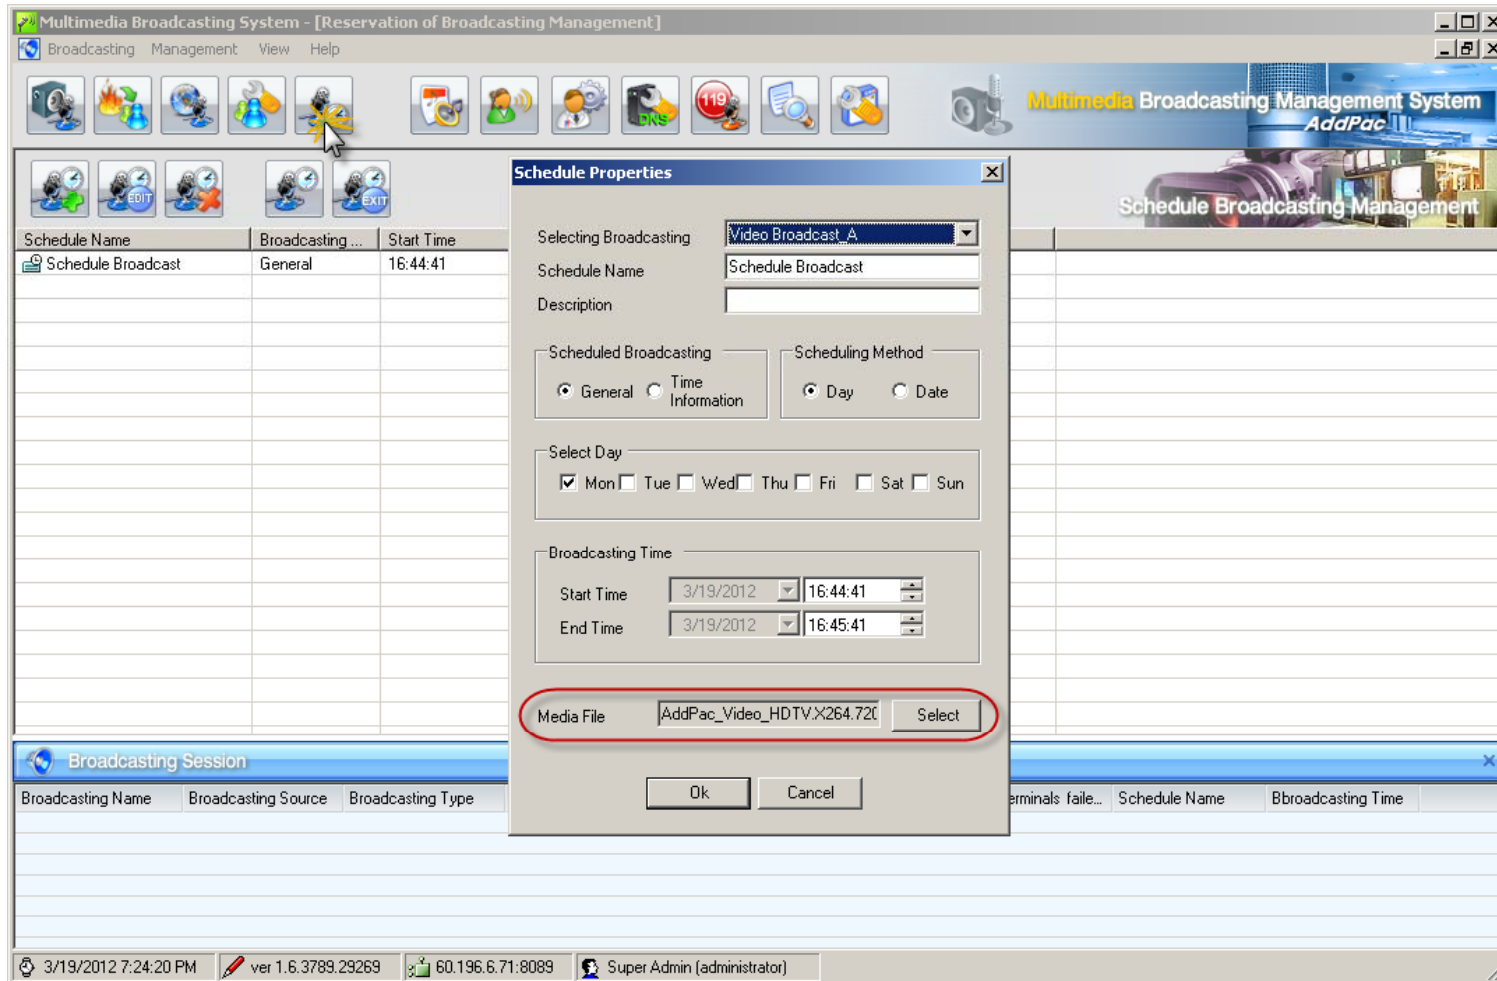 Multimedia Broadcasting System - [Reservation of Broadcasting Management]
Broadcasting Management View Help
DNS
119
Multimedia Broadcasting Management System
AddPac
EDIT
EXIT
Schedule Broadcasting Management
Schedule Name Broadcasting ... Start Time
Schedule Broadcast General 16:44:41
Schedule Properties
Selecting Broadcasting Video Broadcast_A
Schedule Name Schedule Broadcast
Description
Scheduled Broadcasting Scheduling Method
General Time Information Day Date
Select Day
Mon Tue Wed Thu Fri Sat Sun
Broadcasting Time
Start Time 3/19/2012 16:44:41
End Time 3/19/2012 16:45:41
Media File AddPac_Video_HDTV.X264.720 Select
Ok Cancel
Broadcasting Session
Broadcasting Name Broadcasting Source Broadcasting Type erminals faile... Schedule Name Bbroadcasting Time
3/19/2012 7:24:20 PM ver 1.6.3789.29269 60.196.6.71:8089 Super Admin (administrator)